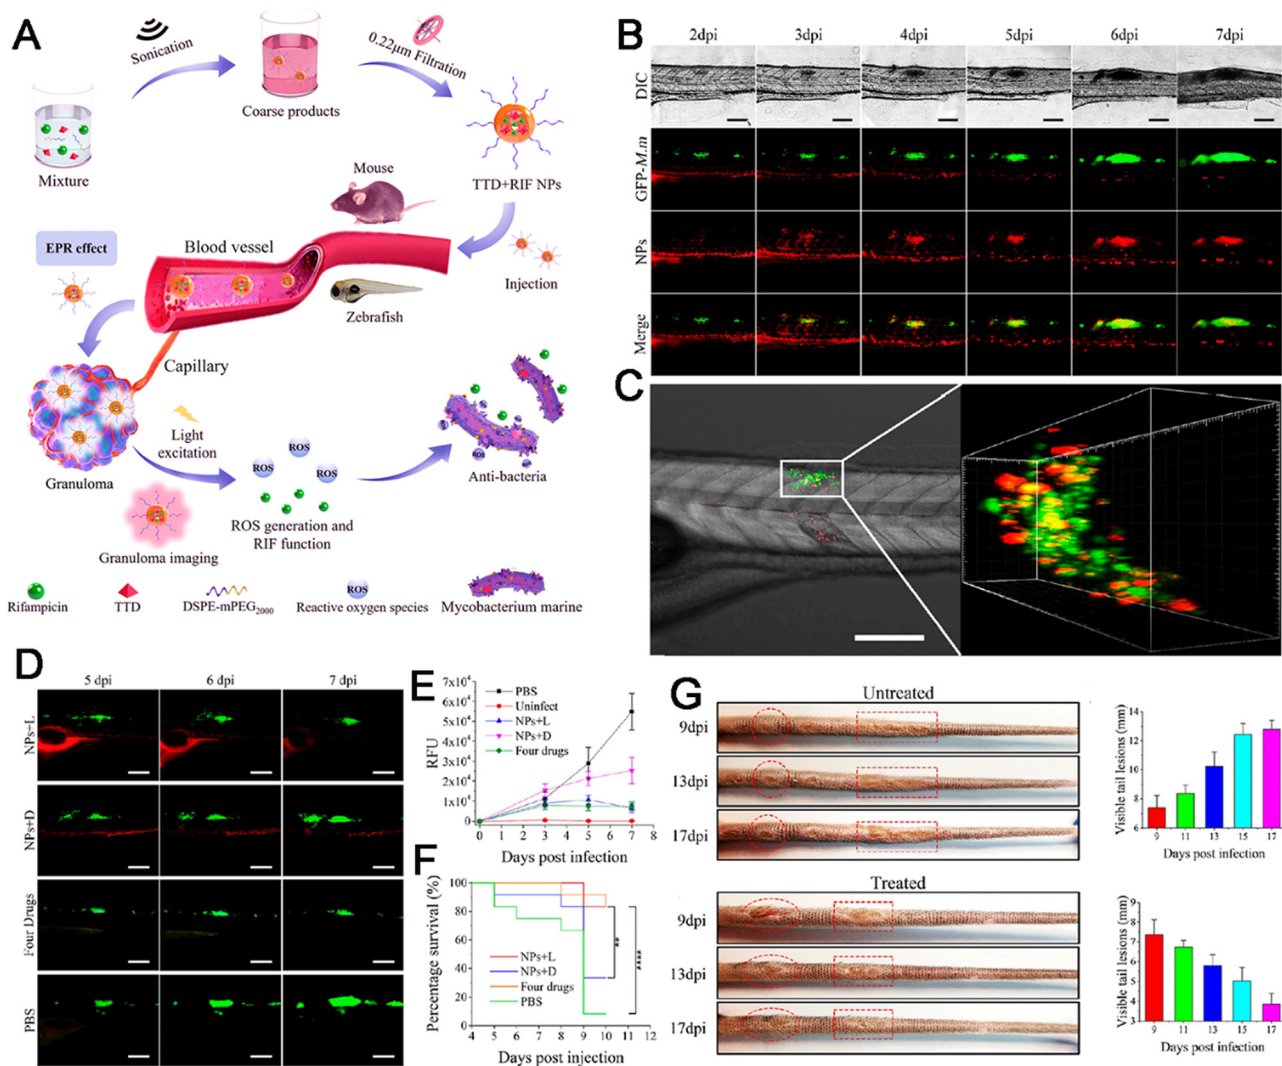 A
Sonication
0.22μm Filtration
Coarse products
Mixture
TTD+RIF NPs
Mouse
EPR effect
Blood vessel
Injection
Zebrafish
Capillary
Light
excitation
Granuloma
ROS
ROS
ROS
ROS
ROS
Anti-bacteria
ROS generation and
RIF function
Granuloma imaging
ROS
Rifampicin
TTD
DSPE-mPEG2000
Reactive oxygen species
Mycobacterium marine
B
2dpi 3dpi 4dpi 5dpi 6dpi 7dpi
DIC
GFP-M.m
NPs
Merge
C
D
5 dpi 6 dpi 7 dpi
NPs+L
NPs+D
Four Drugs
PBS
E
7x10⁴
6x10⁴
5x10⁴
4x10⁴
3x10⁴
2x10⁴
1x10⁴
0
RFU
PBS
Uninfect
NPs+L
NPs+D
Four drugs
0 1 2 3 4 5 6 7 8
Days post infection
F
100
80
60
40
20
0
Percentage survival (%)
NPs+L
NPs+D
Four drugs
PBS
**
****
4 5 6 7 8 9 10 11 12
Days post injection
G
Untreated
9dpi
13dpi
17dpi
14
12
10
8
6
Visible tail lesions (mm)
9 11 13 15 17
Days post infection
Treated
9dpi
13dpi
17dpi
9
8
7
6
5
4
3
Visible tail lesions (mm)
9 11 13 15 17
Days post infection